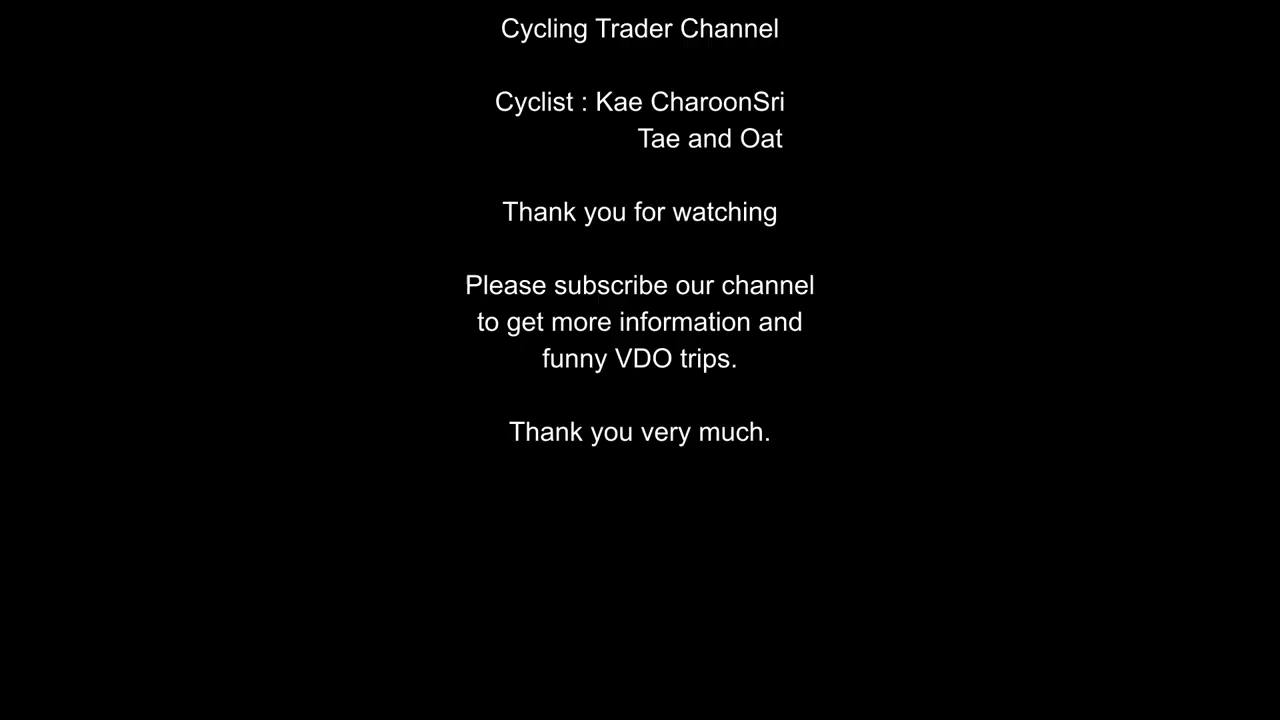 Cycling Trader Channel
Cyclist : Kae CharoonSri
Tae and Oat
Thank you for watching
Please subscribe our channel
to get more information and
funny VDO trips.
Thank you very much.